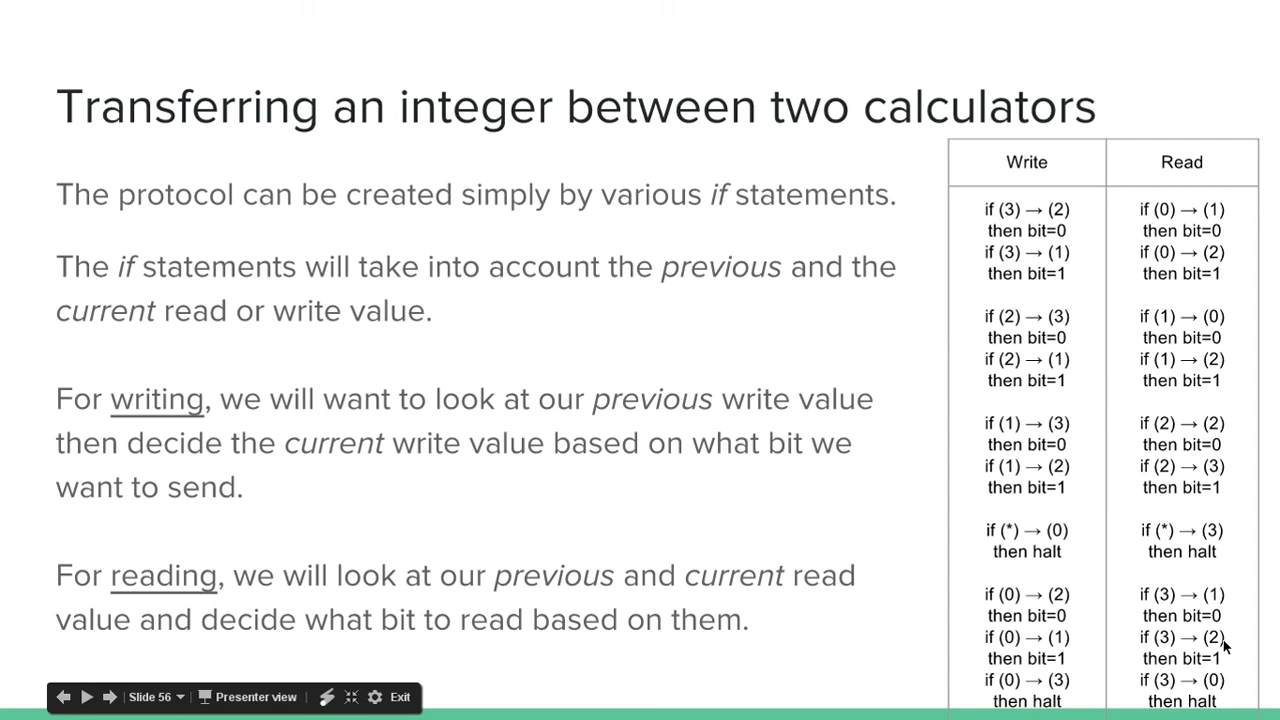 Transferring an integer between two calculators
The protocol can be created simply by various if statements.
The if statements will take into account the previous and the
current read or write value.
For writing, we will want to look at our previous write value
then decide the current write value based on what bit we
want to send.
For reading, we will look at our previous and current read
value and decide what bit to read based on them.
Write
if (3) → (2)
then bit=0
if (3) → (1)
then bit=1
if (2) → (3)
then bit=0
if (2) → (1)
then bit=1
if (1) → (3)
then bit=0
if (1) → (2)
then bit=1
if (*) → (0)
then halt
if (0) → (2)
then bit=0
if (0) → (1)
then bit=1
if (0) → (3)
then halt
Read
if (0) → (1)
then bit=0
if (0) → (2)
then bit=1
if (1) → (0)
then bit=0
if (1) → (2)
then bit=1
if (2) → (2)
then bit=0
if (2) → (3)
then bit=1
if (*) → (3)
then halt
if (3) → (1)
then bit=0
if (3) → (2)
then bit=1
if (3) → (0)
then halt
Slide 56 Presenter view Exit